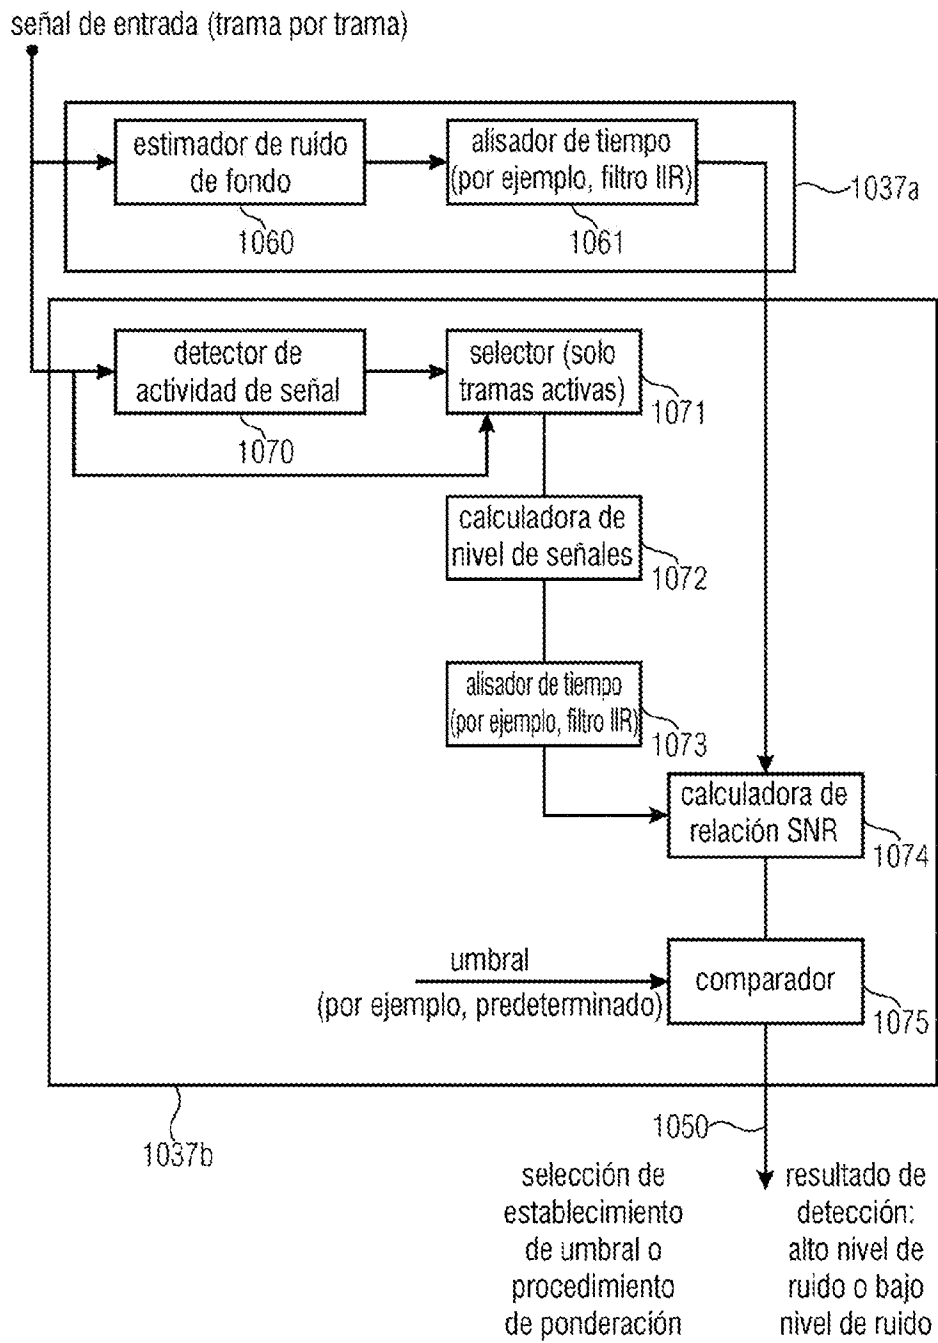 señal de entrada (trama por trama)
estimador de ruido
de fondo
1060
alisador de tiempo
(por ejemplo, filtro IIR)
1061
1037a
detector de
actividad de señal
1070
selector (solo
tramas activas)
1071
calculadora de
nivel de señales
1072
alisador de tiempo
(por ejemplo, filtro IIR)
1073
calculadora de
relación SNR
1074
umbral
(por ejemplo, predeterminado)
comparador
1075
1037b
1050
selección de
establecimiento
de umbral o
procedimiento
de ponderación
resultado de
detección:
alto nivel de
ruido o bajo
nivel de ruido